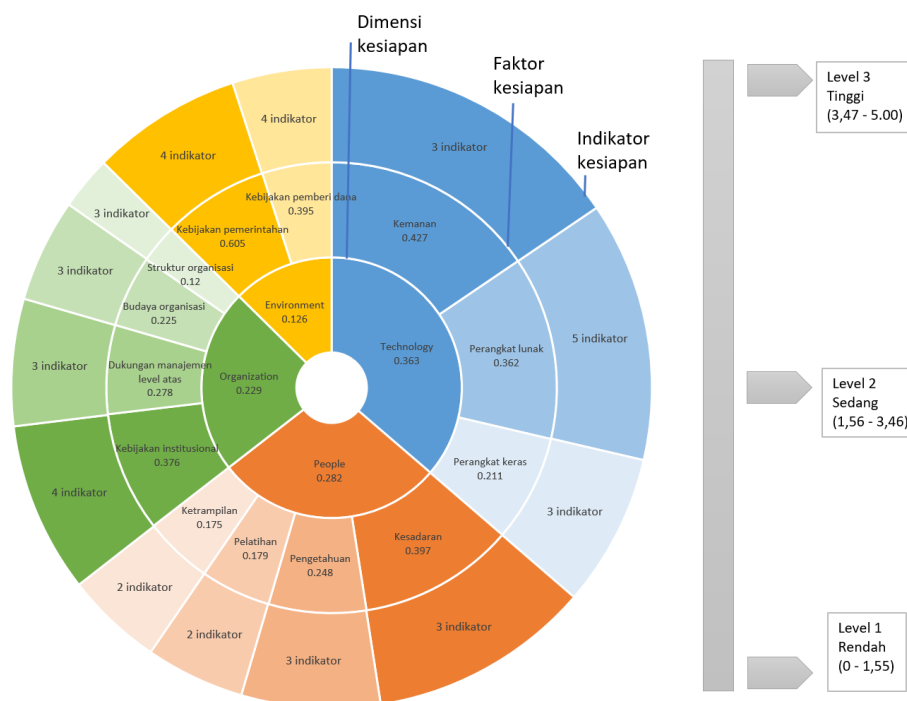 Dimensi
kesiapan
Faktor
kesiapan
Indikator
kesiapan
4 indikator
3 indikator
4 indikator
Kebijakan pemberi dana
0.395
Kemanan
0.427
3 indikator
Kebijakan pemerintahan
0.605
Struktur organisasi
0.12
3 indikator
Budaya organisasi
0.225
Environment
0.126
Technology
0.363
Perangkat lunak
0.362
5 indikator
3 indikator
Dukungan manajemen
level atas
0.278
Organization
0.229
Kebijakan institusional
0.376
4 indikator
People
0.282
Perangkat keras
0.211
3 indikator
Ketrampilan
0.175
Pelatihan
0.179
Pengetahuan
0.248
Kesadaran
0.397
2 indikator
2 indikator
3 indikator
3 indikator
Level 3
Tinggi
(3,47 - 5.00)
Level 2
Sedang
(1,56 - 3,46)
Level 1
Rendah
(0 - 1,55)